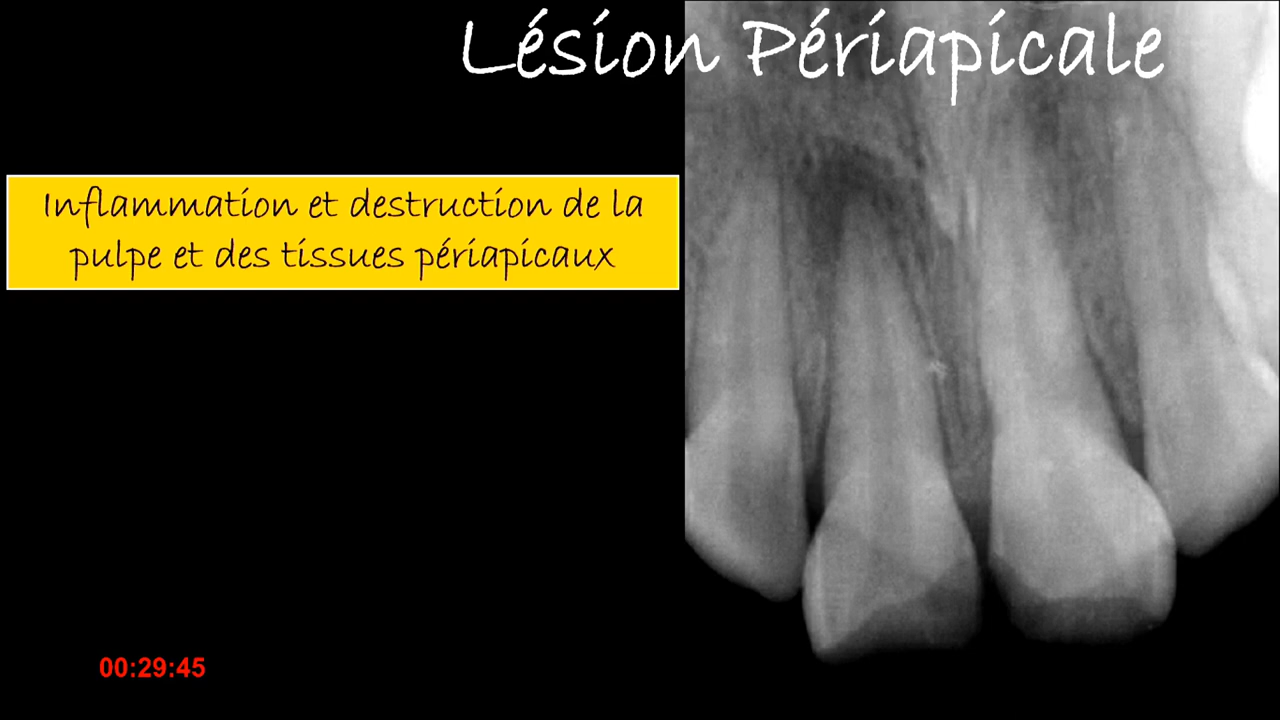 Lésion Périapicale
Inflammation et destruction de la
pulpe et des tissues périapicaux
00:29:45